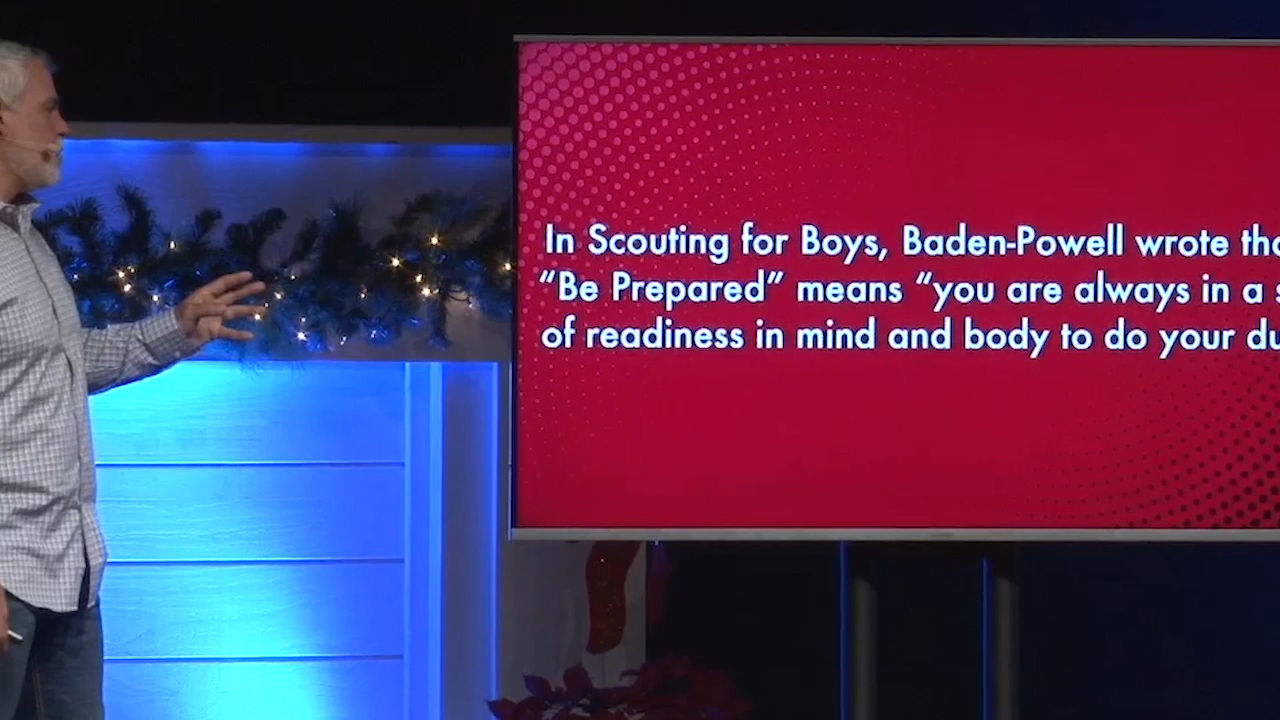 In Scouting for Boys, Baden-Powell wrote
“Be Prepared” means “you are always in a
of readiness in mind and body to do your